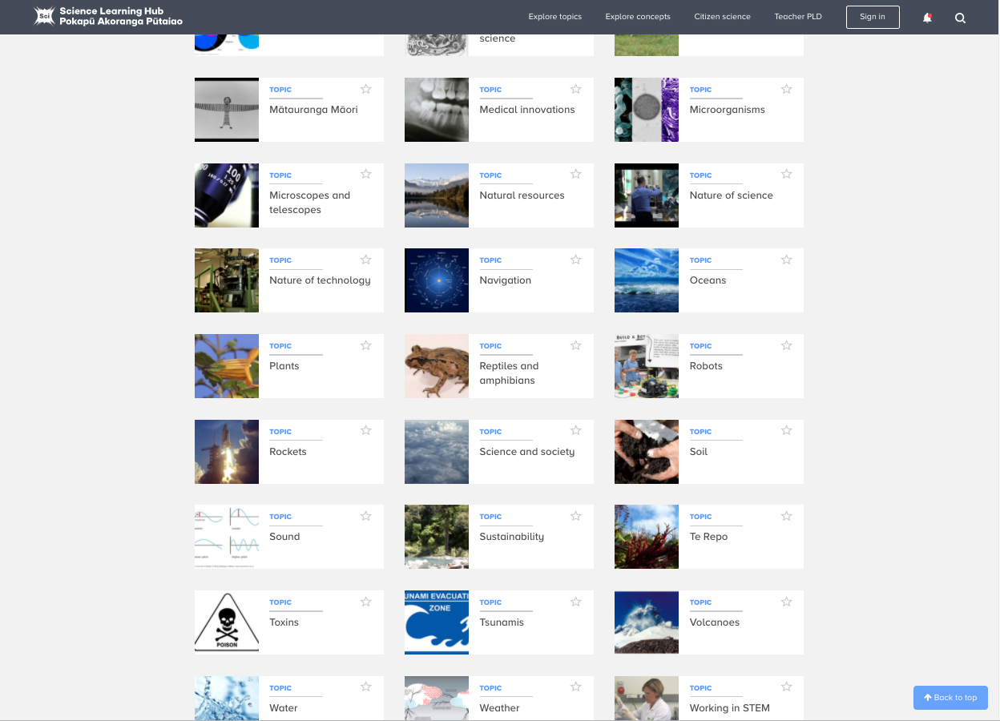 Science Learning Hub
Pokapū Akoranga Pūtaiao
Explore topics
Explore concepts
Citizen science
Teacher PLD
Sign in
science
TOPIC
Mātauranga Māori
TOPIC
Medical innovations
TOPIC
Microorganisms
TOPIC
Microscopes and
telescopes
TOPIC
Natural resources
TOPIC
Nature of science
TOPIC
Nature of technology
TOPIC
Navigation
TOPIC
Oceans
TOPIC
Plants
TOPIC
Reptiles and
amphibians
BUILD A
TOPIC
Robots
TOPIC
Rockets
TOPIC
Science and society
TOPIC
Soil
TOPIC
Sound
TOPIC
Sustainability
TOPIC
Te Repo
POISON
TOPIC
Toxins
UNAMI EVACUATI
ZONE
TOPIC
Tsunamis
TOPIC
Volcanoes
TOPIC
Water
TOPIC
Weather
TOPIC
Working in STEM
Back to top